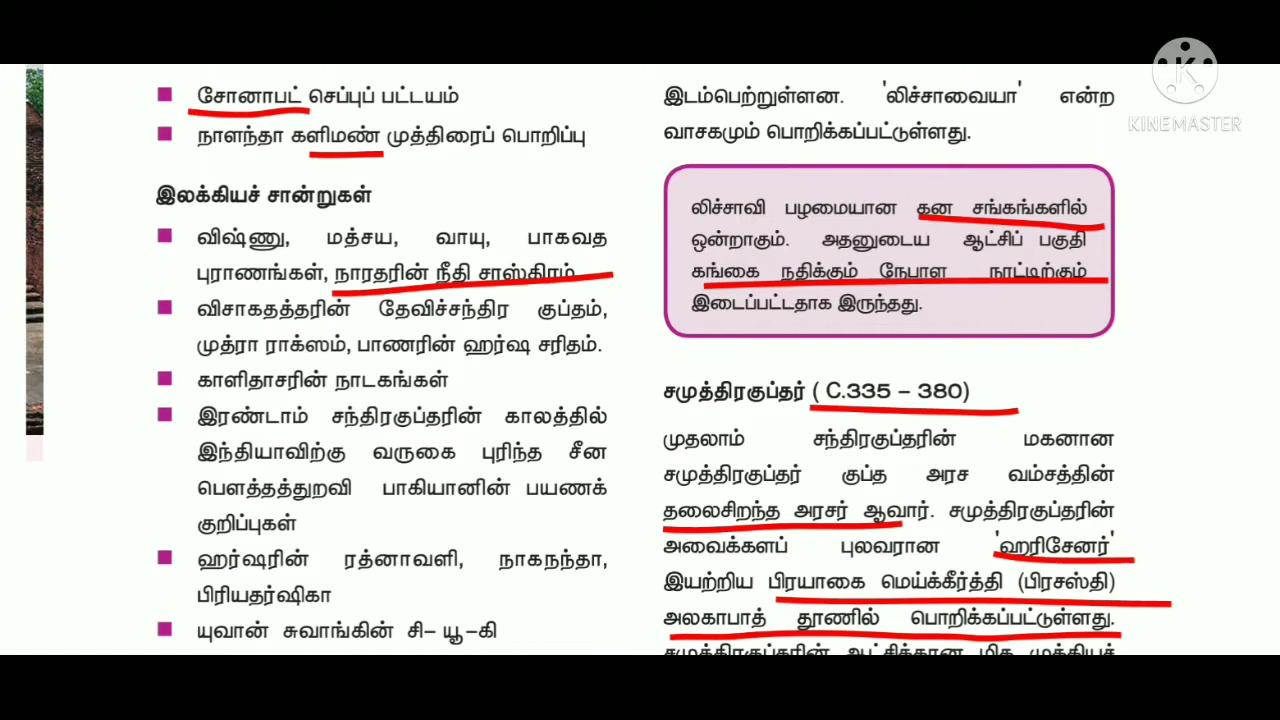 சோனாபட் செப்புப் பட்டயம்
நாளந்தா களிமண் முத்திரைப் பொறிப்பு
இலக்கியச் சான்றுகள்
விஷ்ணு, மத்சய, வாயு, பாகவத
புராணங்கள், நாரதரின் நீதி சாஸ்திரம்
விசாகதத்தரின் தேவிச்சந்திர குப்தம்,
முத்ரா ராக்ஸம், பாணரின் ஹர்ஷ சரிதம்.
காளிதாசரின் நாடகங்கள்
இரண்டாம் சந்திரகுப்தரின் காலத்தில்
இந்தியாவிற்கு வருகை புரிந்த சீன
பௌத்தத்துறவி பாகியானின் பயணக்
குறிப்புகள்
ஹர்ஷரின் ரத்னாவளி, நாகநந்தா,
பிரியதர்ஷிகா
யுவான் சுவாங்கின் சி– யூ –கி
இடம்பெற்றுள்ளன. 'லிச்சாவையா' என்ற
வாசகமும் பொறிக்கப்பட்டுள்ளது.
லிச்சாவி பழமையான கன சங்கங்களில்
ஒன்றாகும். அதனுடைய ஆட்சிப் பகுதி
கங்கை நதிக்கும் நேபாள நாட்டிற்கும்
இடைப்பட்டதாக இருந்தது.
சமுத்திரகுப்தர் ( C.335 – 380)
முதலாம் சந்திரகுப்தரின் மகனான
சமுத்திரகுப்தர் குப்த அரச வம்சத்தின்
தலைசிறந்த அரசர் ஆவார். சமுத்திரகுப்தரின்
அவைக்களப் புலவரான 'ஹரிசேனர்'
இயற்றிய பிரயாகை மெய்க்கீர்த்தி (பிரசஸ்தி)
அலகாபாத் தூணில் பொறிக்கப்பட்டுள்ளது.
சமுத்திரகுப்தரின் ஆட்சிக்கான மிக முக்கியச்
KINEMASTER